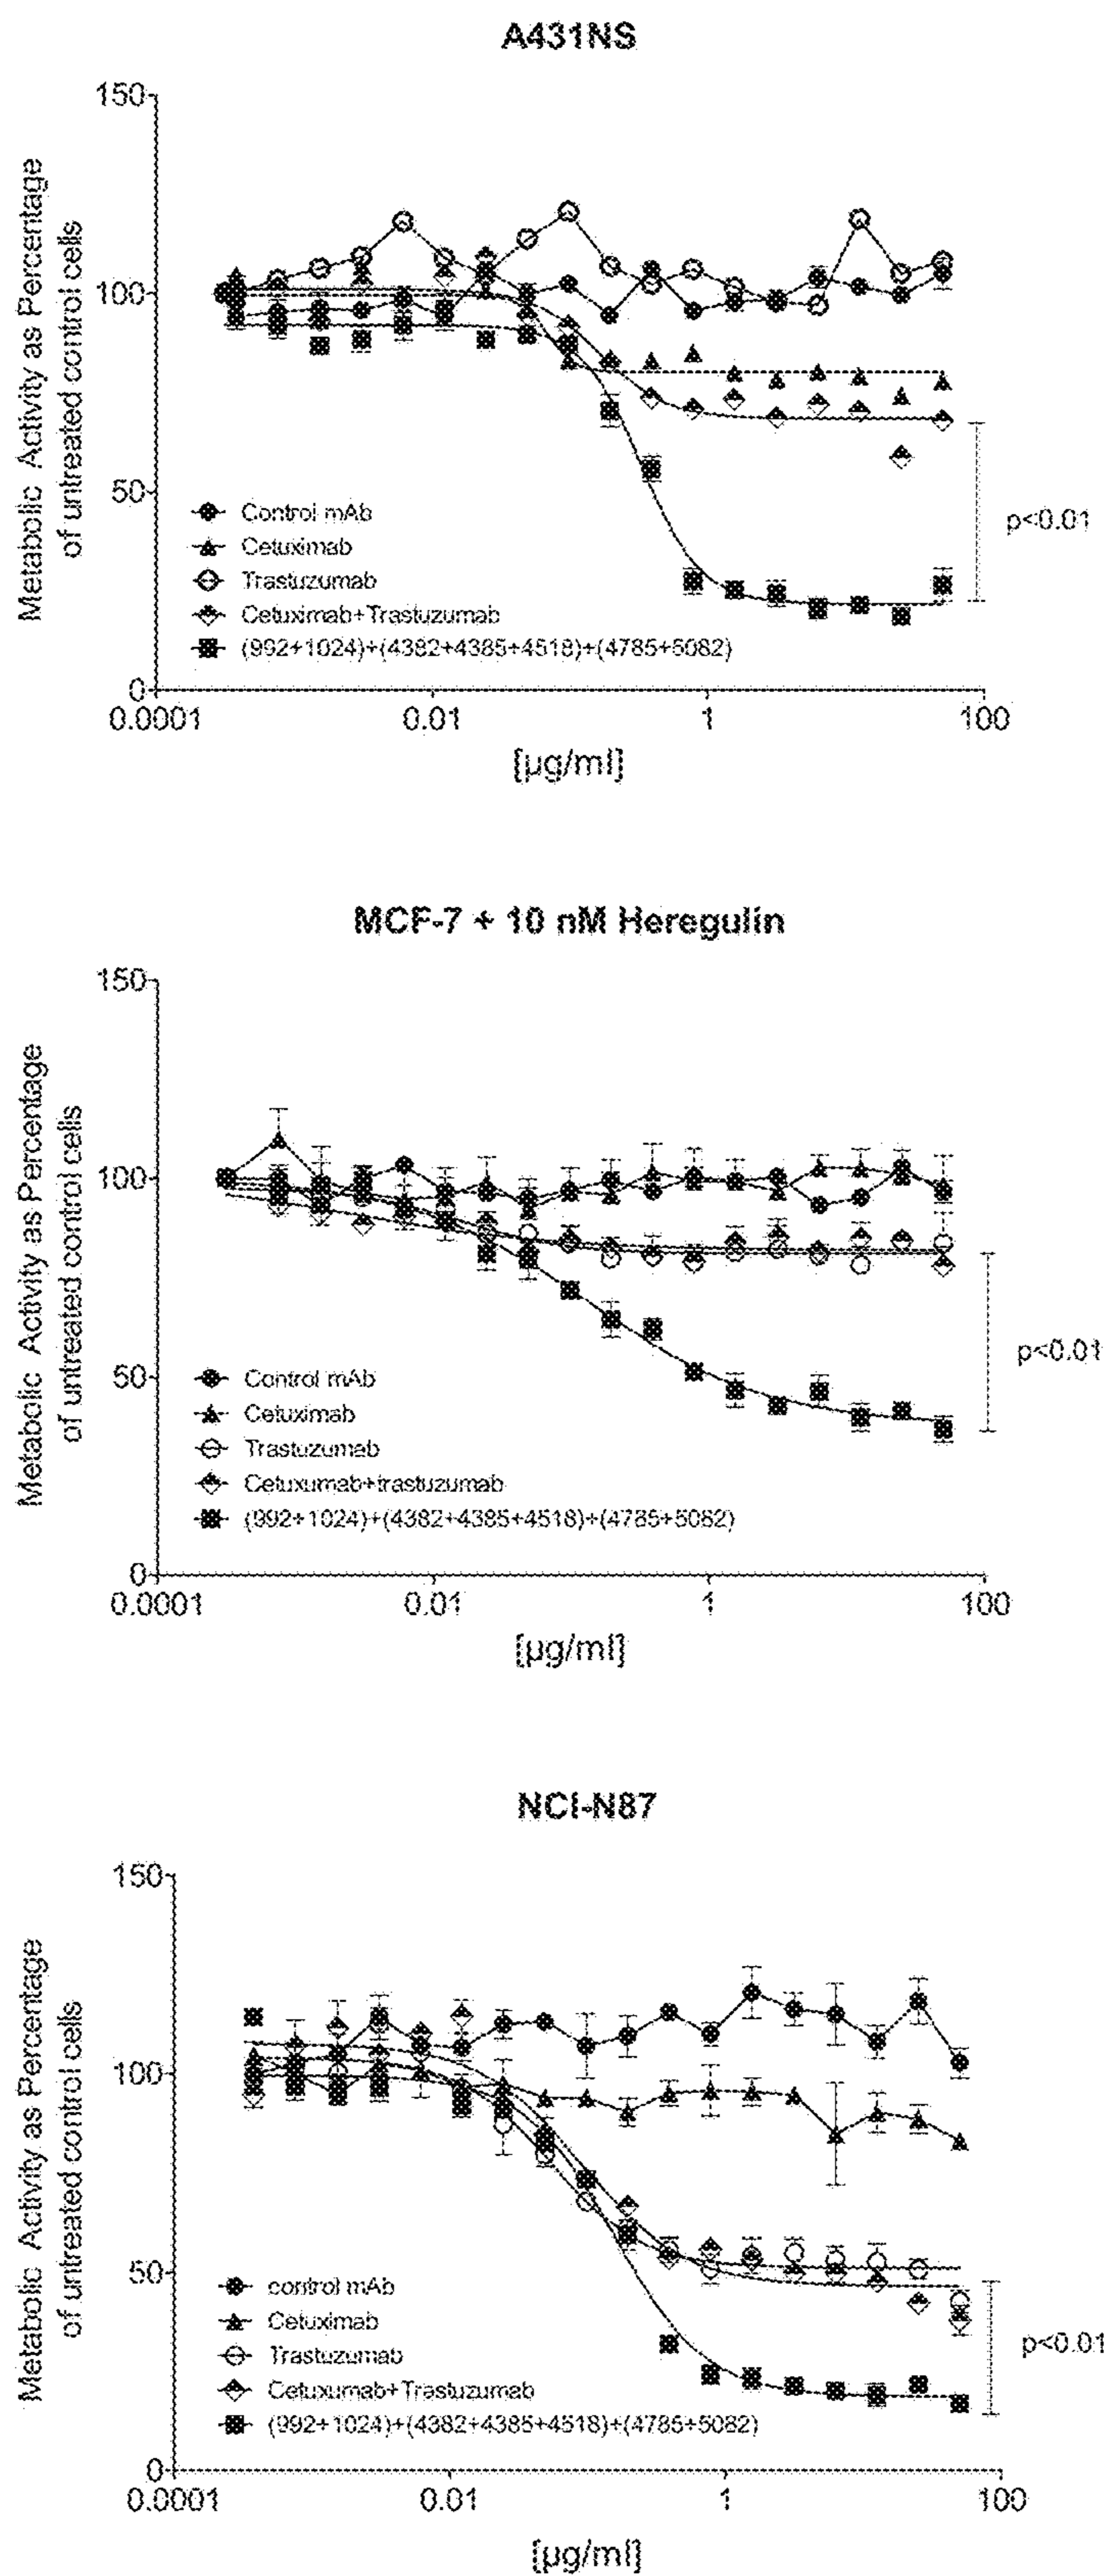 A431NS
150
100
50
0
Metabolic Activity as Percentage
of untreated control cells
Control mAb
Cetuximab
Trastuzumab
Cetuximab+Trastuzumab
(992+1024)+(4382+4385+4518)+(4785+5082)
p<0.01
0.0001 0.01 1 100
[µg/ml]
MCF-7 + 10 nM Heregulin
150
100
50
0
Metabolic Activity as Percentage
of untreated control cells
Control mAb
Cetuximab
Trastuzumab
Cetuxumab+trastuzumab
(992+1024)+(4382+4385+4518)+(4785+5082)
p<0.01
0.0001 0.01 1 100
[µg/ml]
NCI-N87
150
100
50
0
Metabolic Activity as Percentage
of untreated control cells
control mAb
Cetuximab
Trastuzumab
Cetuxumab+Trastuzumab
(992+1024)+(4382+4385+4518)+(4785+5082)
p<0.01
0.0001 0.01 1 100
[µg/ml]